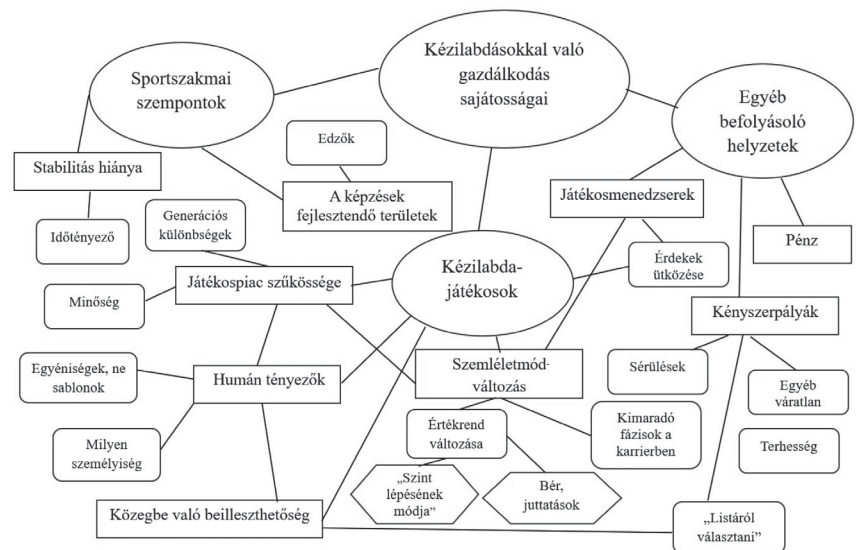 Kézilabdásokkal való
gazdálkodás
sajátosságai
Sportszakmai
szempontok
Egyéb
befolyásoló
helyzetek
Edzők
Stabilitás hiánya
A képzések
fejlesztendő területek
Játékosmenedzserek
Generációs
különbségek
Időtényező
Pénz
Kézilabda-
játékosok
Érdekek
ütközése
Játékospiac szűkössége
Minőség
Kényszerpályák
Egyéniségek, ne
sablonok
Humán tényezők
Szemléletmód-
változás
Sérülések
Egyéb
váratlan
Milyen
személyiség
Értékrend
változása
Kimaradó
fázisok a
karrierben
Terhesség
„Szint
lépésének
módja”
Bér,
juttatások
Közegbe való beilleszthetőség
„Listáról
választani”